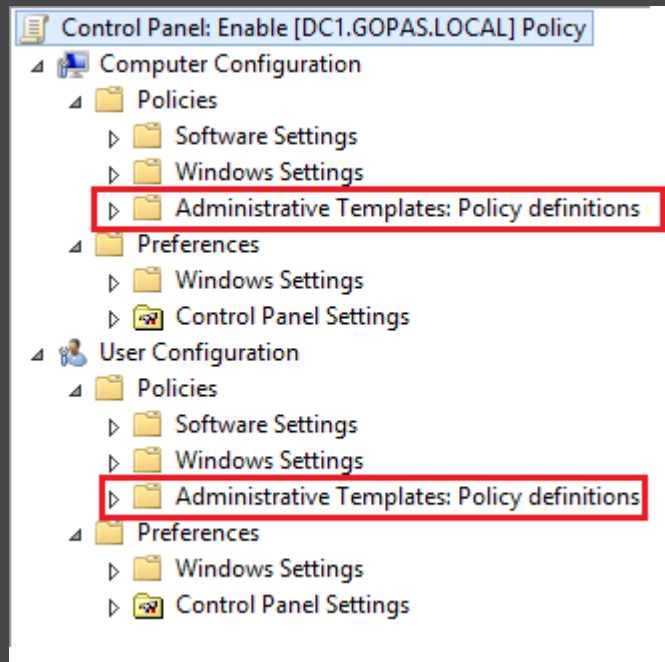 Control Panel: Enable [DC1.GOPAS.LOCAL] Policy
Computer Configuration
Policies
Software Settings
Windows Settings
Administrative Templates: Policy definitions
Preferences
Windows Settings
Control Panel Settings
User Configuration
Policies
Software Settings
Windows Settings
Administrative Templates: Policy definitions
Preferences
Windows Settings
Control Panel Settings